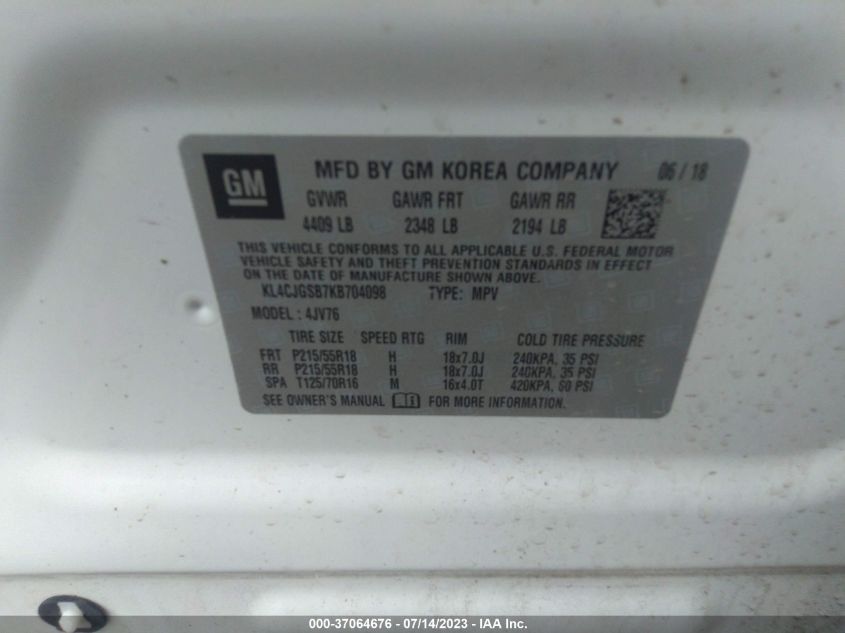 GM MFD BY GM KOREA COMPANY 06 / 18
GVWR GAWR FRT GAWR RR
4409 LB 2348 LB 2194 LB
THIS VEHICLE CONFORMS TO ALL APPLICABLE U.S. FEDERAL MOTOR
VEHICLE SAFETY AND THEFT PREVENTION STANDARDS IN EFFECT
ON THE DATE OF MANUFACTURE SHOWN ABOVE.
KL4CJGSB7KB704098 TYPE: MPV
MODEL : 4JV76
TIRE SIZE SPEED RTG RIM COLD TIRE PRESSURE
FRT P215/55R18 H 18x7.0J 240KPA, 35 PSI
RR P215/55R18 H 18x7.0J 240KPA, 35 PSI
SPA T125/70R16 M 16x4.0T 420KPA, 60 PSI
SEE OWNER'S MANUAL FOR MORE INFORMATION.
000-37064676 / 07/14/2023 - IAA Inc.